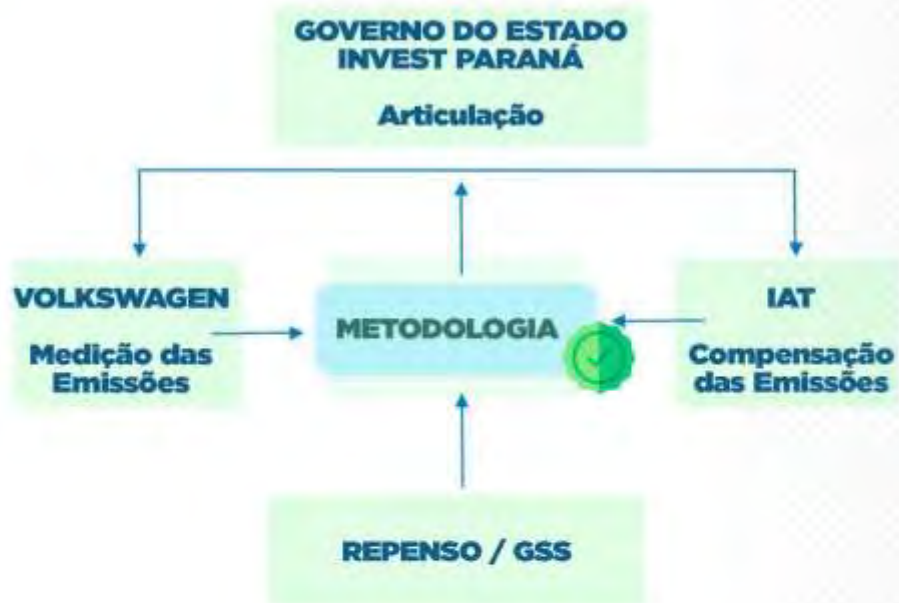 GOVERNO DO ESTADO
INVEST PARANÁ
Articulação
VOLKSWAGEN
Medição das
Emissões
METODOLOGIA
IAT
Compensação
das Emissões
REPENSO / GSS